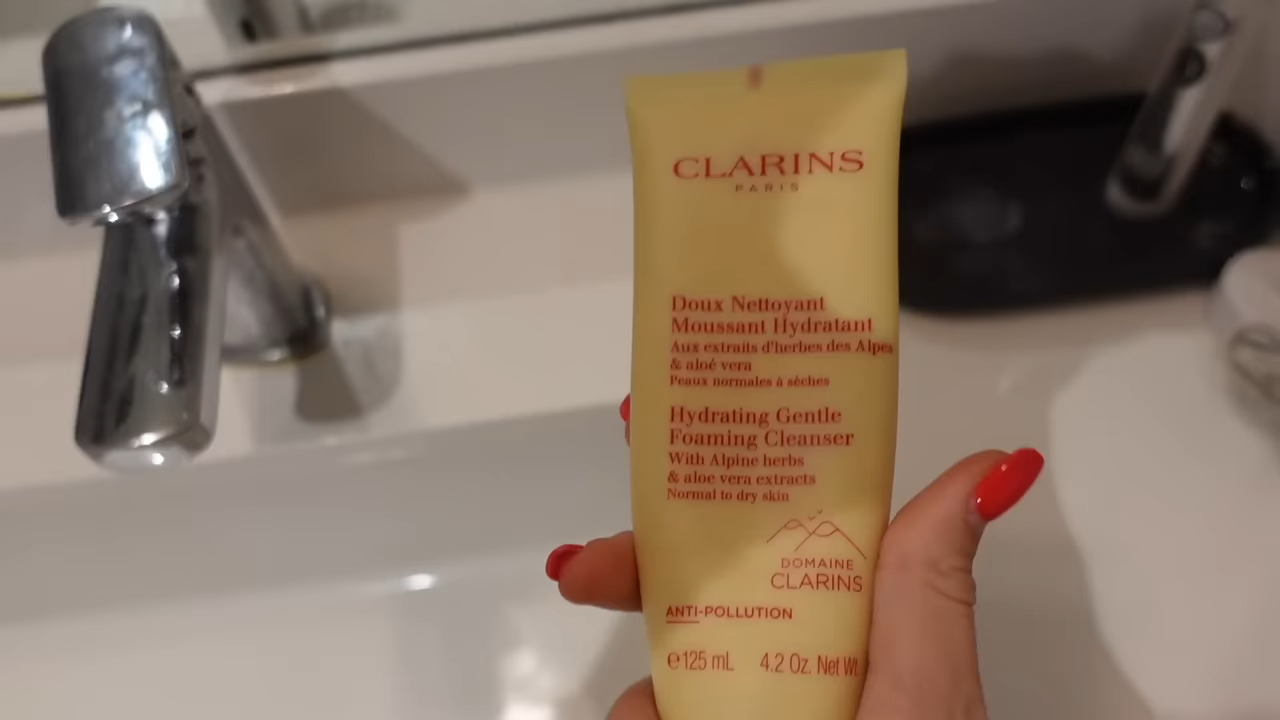 CLARINS
PARIS
Doux Nettoyant
Moussant Hydratant
Aux extraits d'herbes des Alpes
& aloé vera
Peaux normales à sèches
Hydrating Gentle
Foaming Cleanser
With Alpine herbs
& aloe vera extracts
Normal to dry skin
DOMAINE
CLARINS
ANTI-POLLUTION
℮125 mL 4.2 Oz. Net Wt.